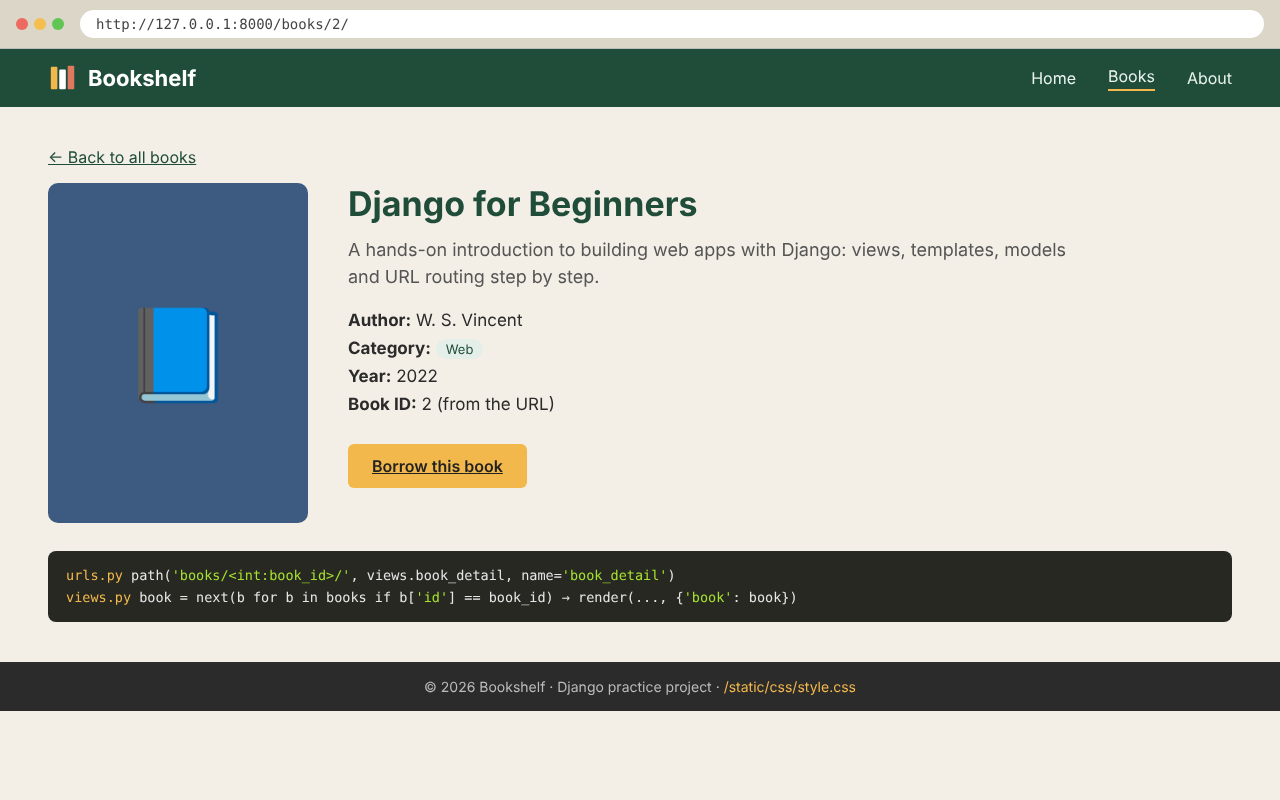 http://127.0.0.1:8000/books/2/
Bookshelf
Home
Books
About
← Back to all books
Django for Beginners
A hands-on introduction to building web apps with Django: views, templates, models
and URL routing step by step.
Author: W. S. Vincent
Category: Web
Year: 2022
Book ID: 2 (from the URL)
Borrow this book
urls.py path('books/<int:book_id>/', views.book_detail, name='book_detail')
views.py book = next(b for b in books if b['id'] == book_id) → render(..., {'book': book})
© 2026 Bookshelf · Django practice project · /static/css/style.css